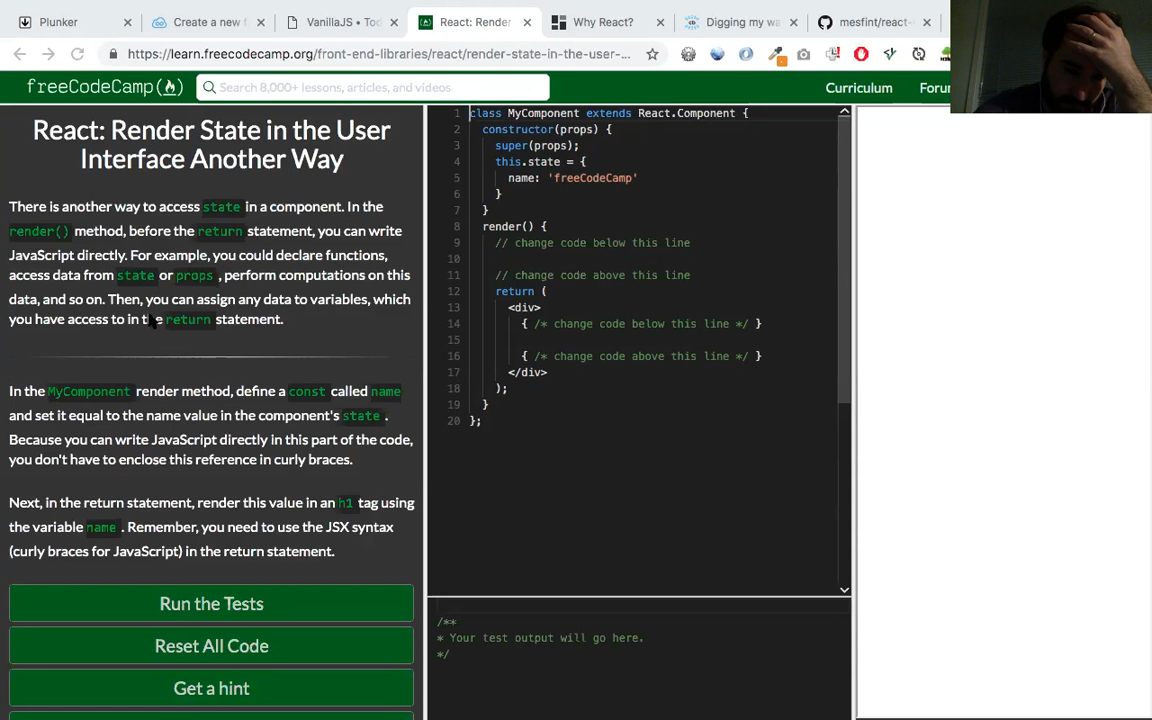 Plunker
Create a new f
VanillaJS • Tod
React: Render
Why React?
Digging my wa
mesfint/react-
https://learn.freecodecamp.org/front-end-libraries/react/render-state-in-the-user-...
freeCodeCamp
Search 8,000+ lessons, articles, and videos
Curriculum
Foru
React: Render State in the User
Interface Another Way
There is another way to access state in a component. In the
render() method, before the return statement, you can write
JavaScript directly. For example, you could declare functions,
access data from state or props , perform computations on this
data, and so on. Then, you can assign any data to variables, which
you have access to in the return statement.
In the MyComponent render method, define a const called name
and set it equal to the name value in the component's state .
Because you can write JavaScript directly in this part of the code,
you don't have to enclose this reference in curly braces.
Next, in the return statement, render this value in an h1 tag using
the variable name . Remember, you need to use the JSX syntax
(curly braces for JavaScript) in the return statement.
Run the Tests
Reset All Code
Get a hint
1 class MyComponent extends React.Component {
2 constructor(props) {
3 super(props);
4 this.state = {
5 name: 'freeCodeCamp'
6 }
7 }
8 render() {
9 // change code below this line
10
11 // change code above this line
12 return (
13 <div>
14 { /* change code below this line */ }
15
16 { /* change code above this line */ }
17 </div>
18 );
19 }
20 };
/**
* Your test output will go here.
*/